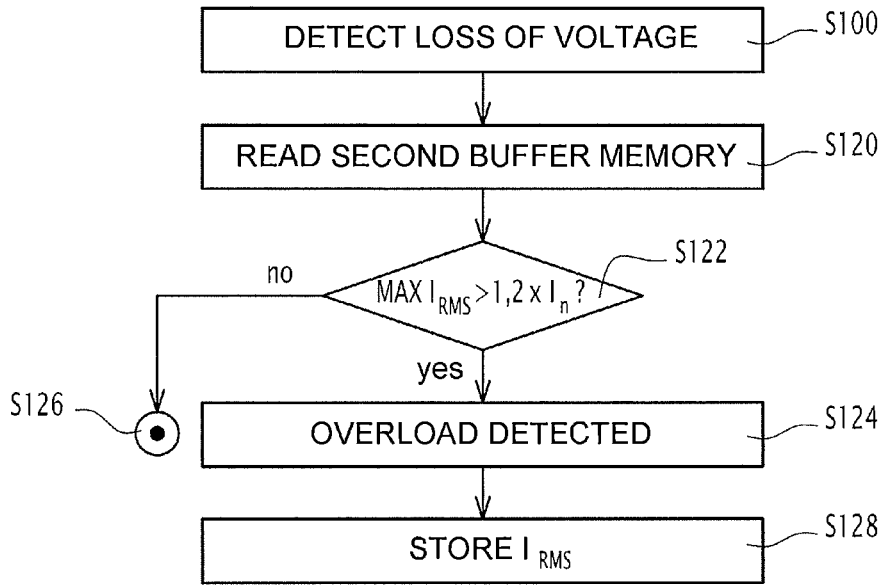 DETECT LOSS OF VOLTAGE
S100
READ SECOND BUFFER MEMORY
S120
MAX I_RMS > 1,2 x I_n ?
S122
no
yes
S126
OVERLOAD DETECTED
S124
STORE I_RMS
S128